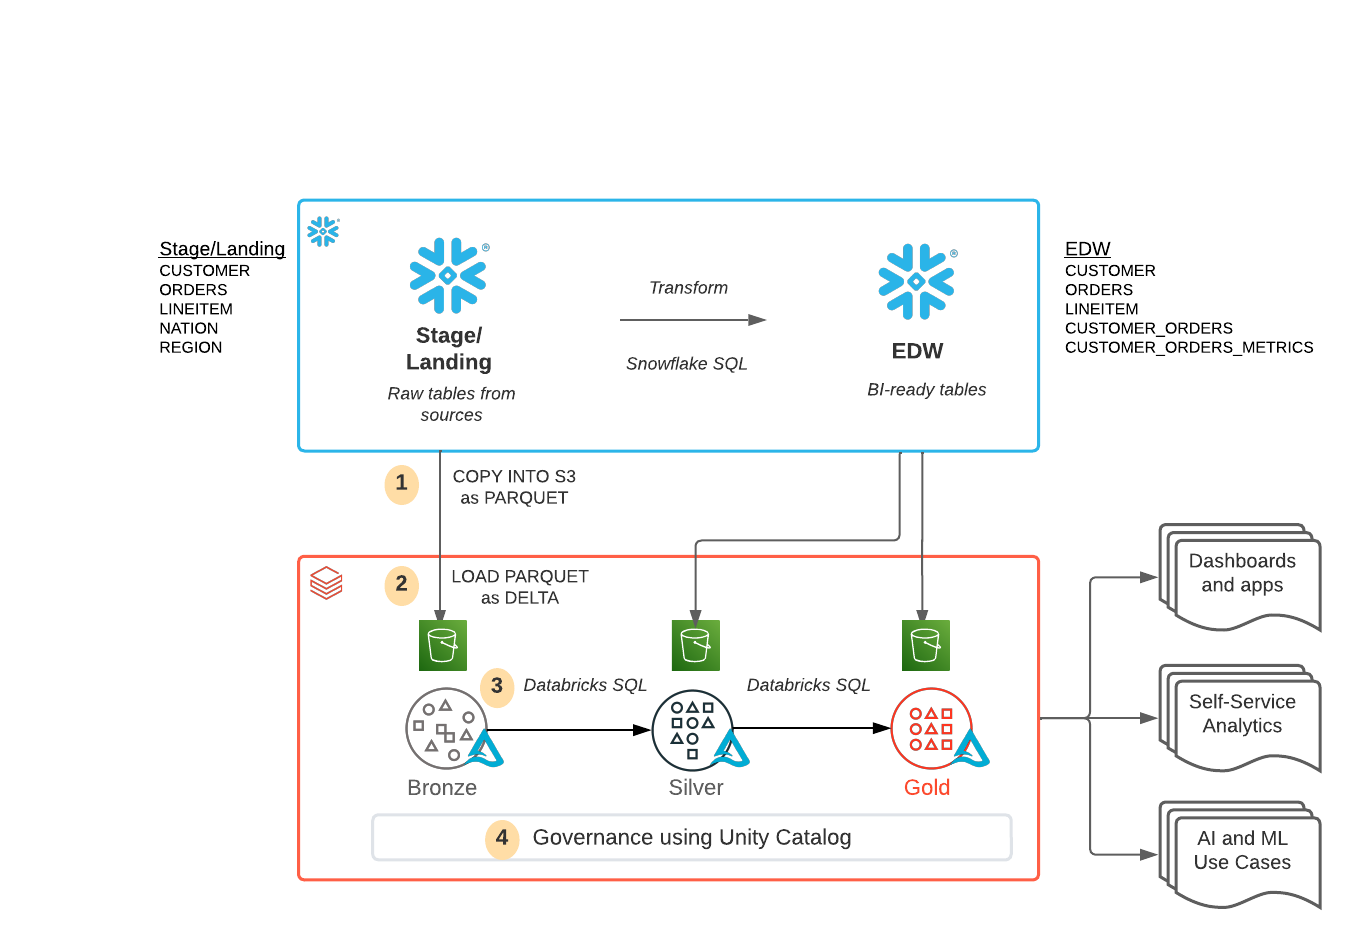 Stage/Landing
CUSTOMER
ORDERS
LINEITEM
NATION
REGION
®
Stage/
Landing
Raw tables from
sources
Transform
Snowflake SQL
®
EDW
BI-ready tables
EDW
CUSTOMER
ORDERS
LINEITEM
CUSTOMER_ORDERS
CUSTOMER_ORDERS_METRICS
1
COPY INTO S3
as PARQUET
2
LOAD PARQUET
as DELTA
3
Databricks SQL
Databricks SQL
Bronze
Silver
Gold
4 Governance using Unity Catalog
Dashboards
and apps
Self-Service
Analytics
AI and ML
Use Cases